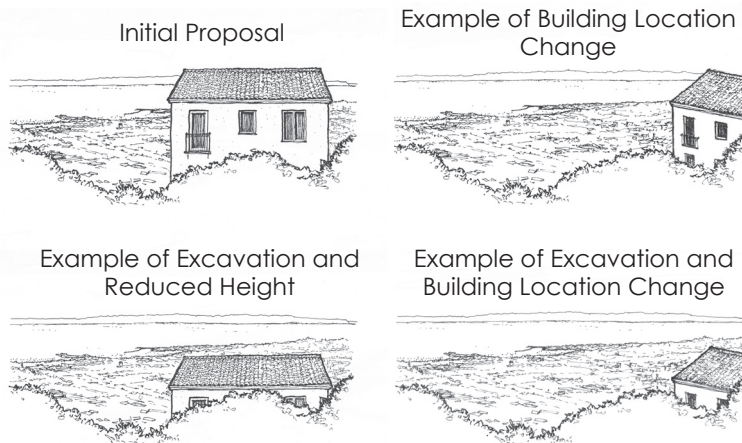 Initial Proposal
Example of Building Location
Change
Example of Excavation and
Reduced Height
Example of Excavation and
Building Location Change